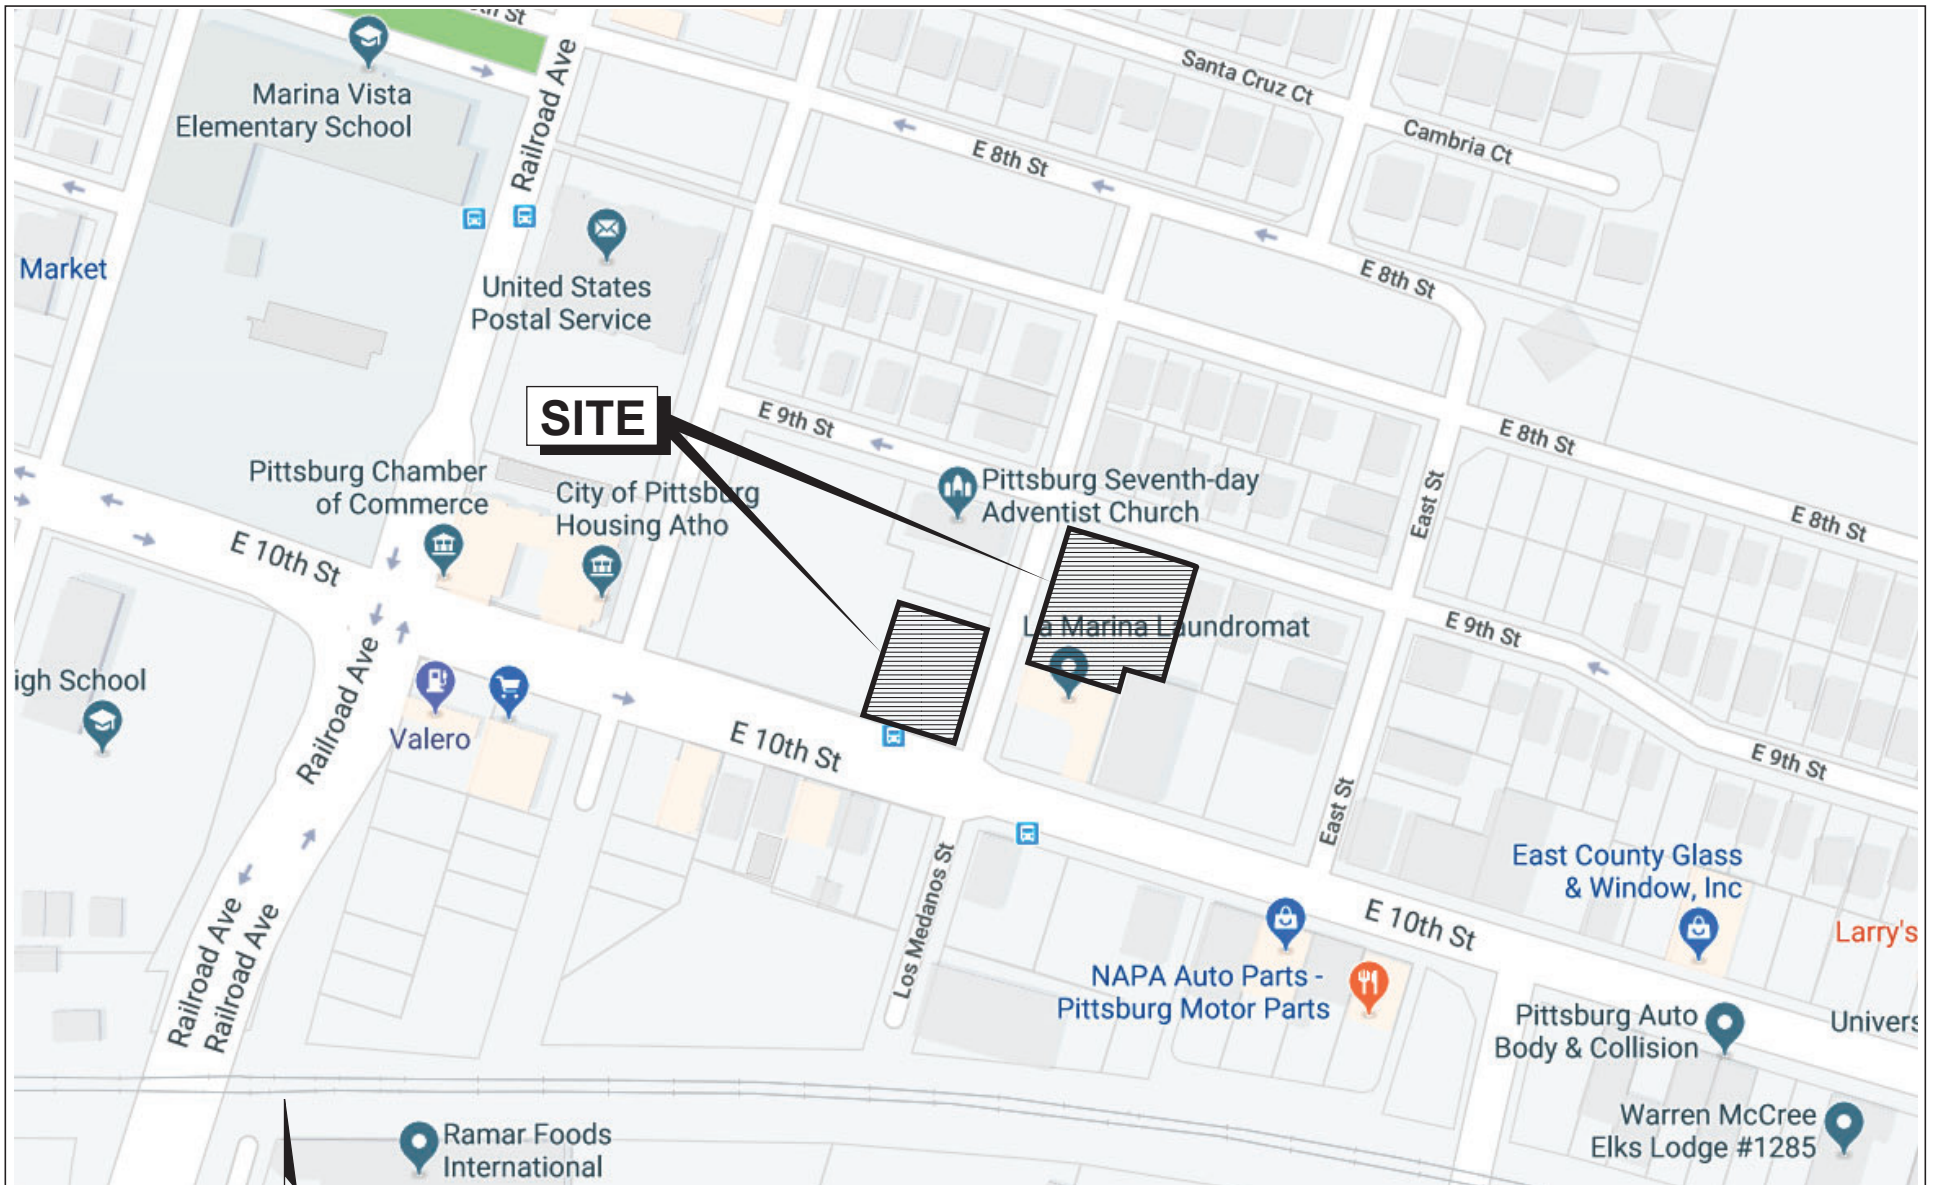 Marina Vista
Elementary School
Railroad Ave
Santa Cruz Ct
Cambria Ct
E 8th St
Market
United States
Postal Service
E 8th St
SITE
E 9th St
E 8th St
Pittsburg Chamber
of Commerce
City of Pittsburg
Housing Atho
Pittsburg Seventh-day
Adventist Church
East St
E 8th St
E 10th St
La Marina Laundromat
E 9th St
igh School
Railroad Ave
Valero
E 10th St
E 9th St
East St
Los Medanos St
East County Glass
& Window, Inc
E 10th St
Larry's
Railroad Ave
Railroad Ave
NAPA Auto Parts -
Pittsburg Motor Parts
Pittsburg Auto
Body & Collision
Univers
Ramar Foods
International
Warren McCree
Elks Lodge #1285